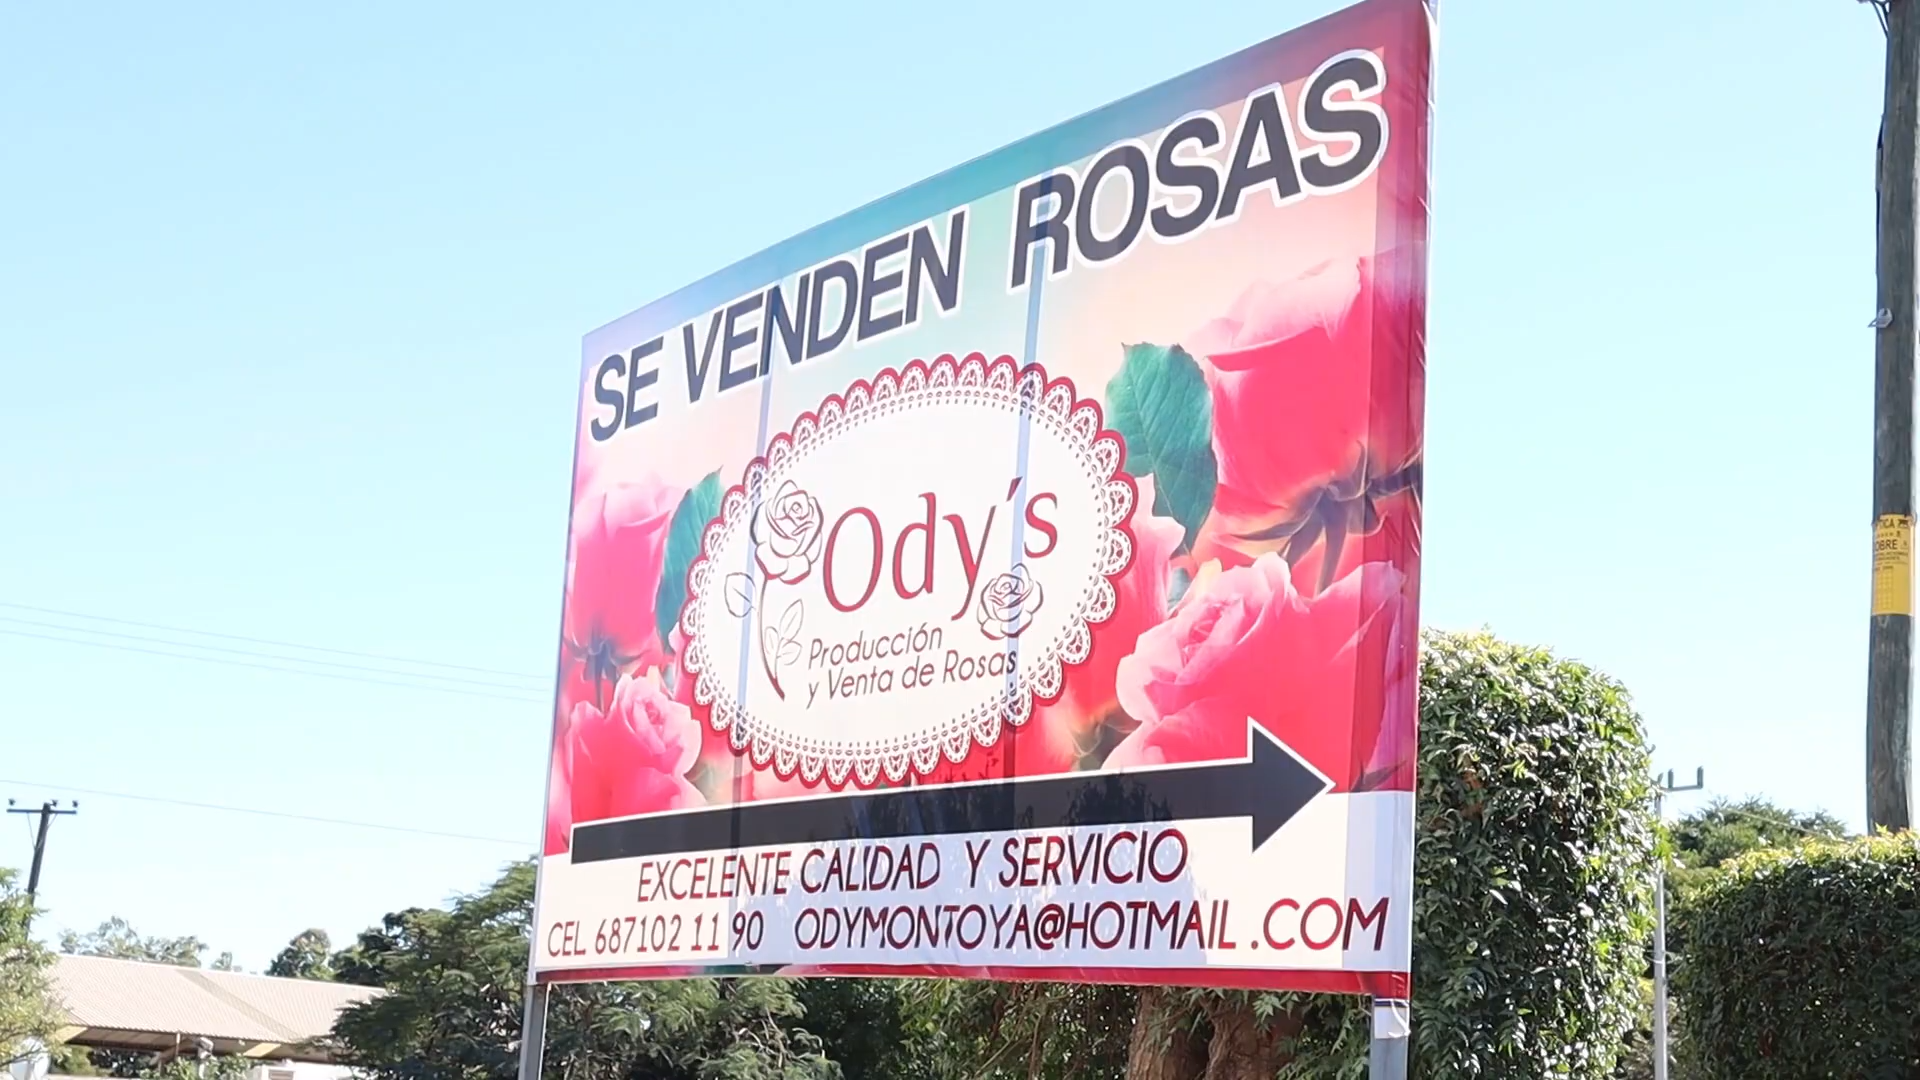 SE VENDEN ROSAS
Ody's
Producción
y Venta de Rosas
EXCELENTE CALIDAD Y SERVICIO
CEL 687102 11 90 ODYMONTOYA@HOTMAIL .COM